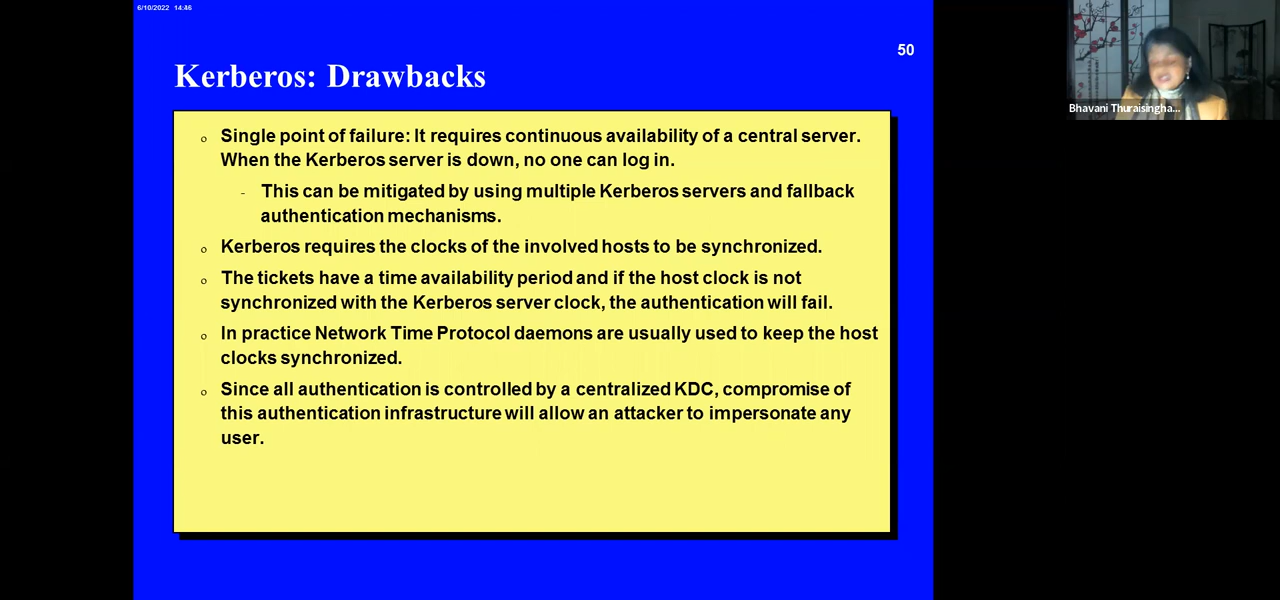 6/10/2022 14:46
50
Kerberos: Drawbacks
o Single point of failure: It requires continuous availability of a central server.
When the Kerberos server is down, no one can log in.
- This can be mitigated by using multiple Kerberos servers and fallback
authentication mechanisms.
o Kerberos requires the clocks of the involved hosts to be synchronized.
o The tickets have a time availability period and if the host clock is not
synchronized with the Kerberos server clock, the authentication will fail.
o In practice Network Time Protocol daemons are usually used to keep the host
clocks synchronized.
o Since all authentication is controlled by a centralized KDC, compromise of
this authentication infrastructure will allow an attacker to impersonate any
user.
Bhavani Thuraisingha...